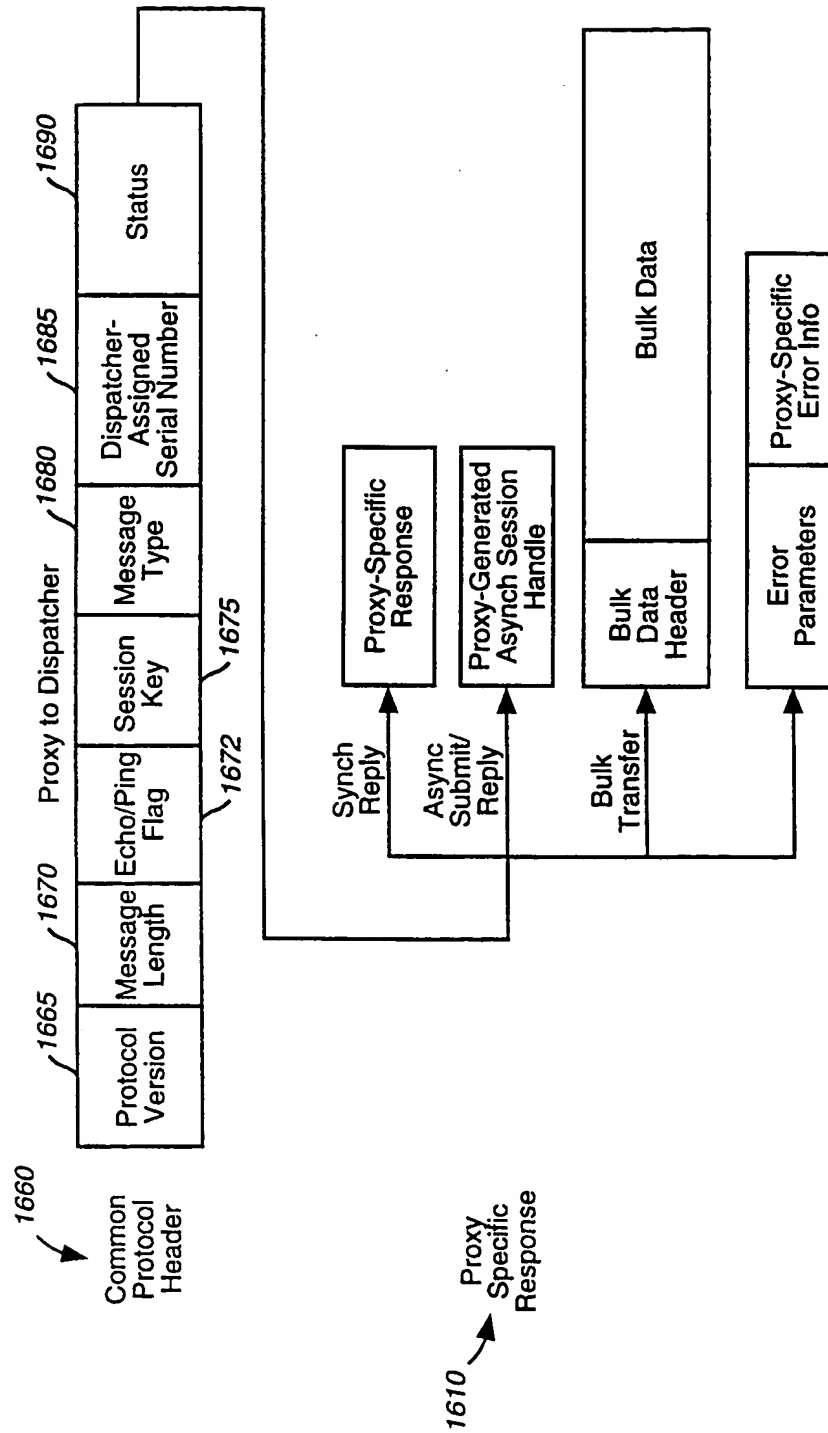 Proxy to Dispatcher
1660
Common
Protocol
Header
1665
Protocol
Version
1670
Message
Length
Echo/Ping
Flag
1672
Session
Key
1675
1680
Message
Type
1685
Dispatcher-
Assigned
Serial Number
1690
Status
1610
Proxy
Specific
Response
Synch
Reply
Proxy-Specific
Response
Async
Submit/
Reply
Proxy-Generated
Asynch Session
Handle
Bulk
Transfer
Bulk
Data
Header
Bulk Data
Error
Parameters
Proxy-Specific
Error Info